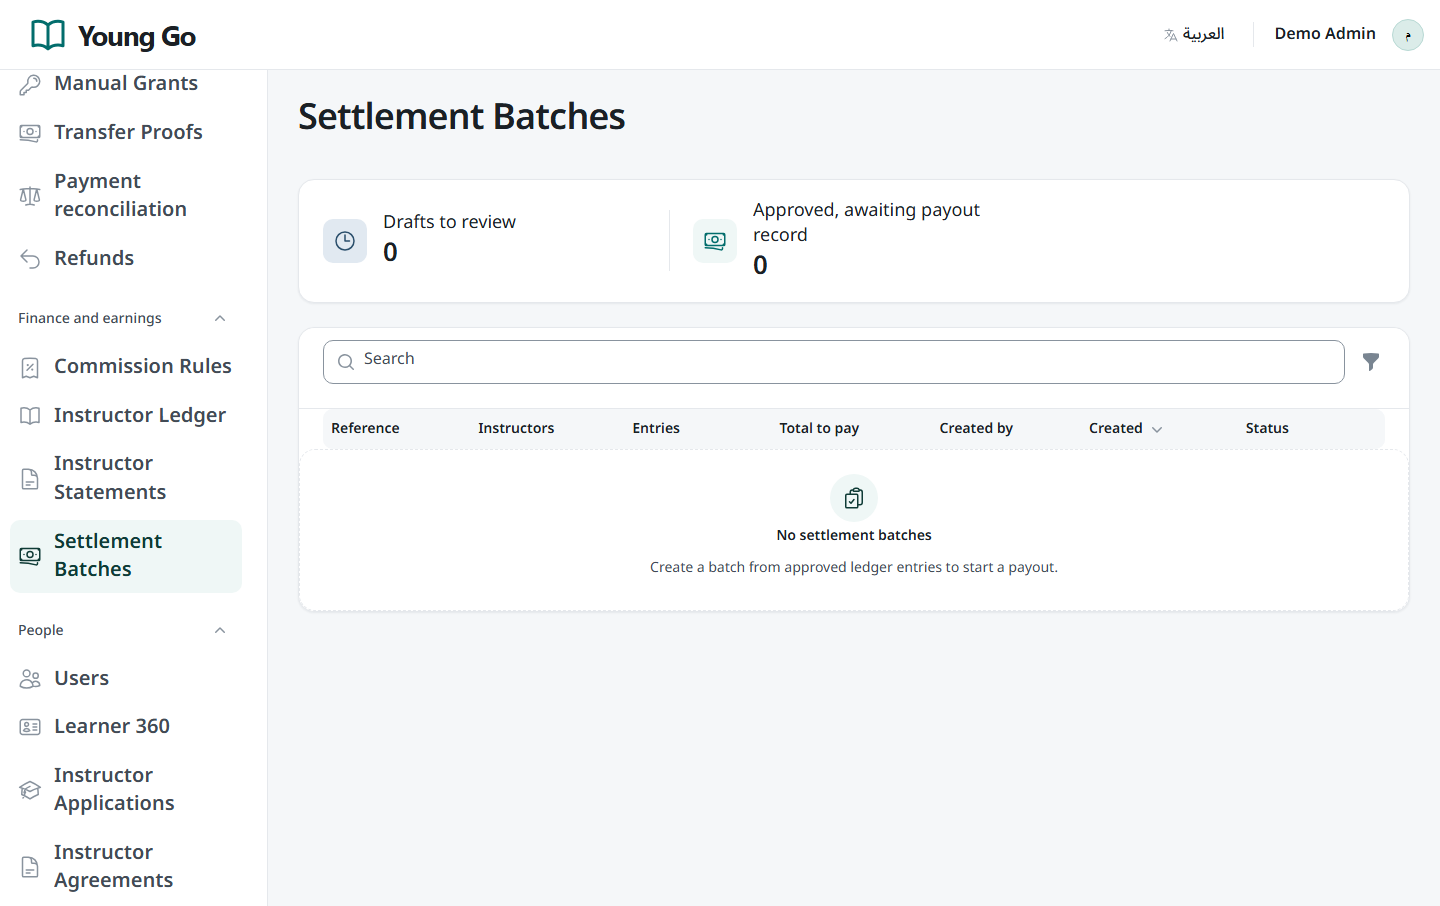 Young Go
العربية
Demo Admin
م
Manual Grants
Transfer Proofs
Payment
reconciliation
Refunds
Finance and earnings
Commission Rules
Instructor Ledger
Instructor
Statements
Settlement
Batches
People
Users
Learner 360
Instructor
Applications
Instructor
Agreements
Settlement Batches
Drafts to review
0
Approved, awaiting payout
record
0
Search
Reference Instructors Entries Total to pay Created by Created Status
No settlement batches
Create a batch from approved ledger entries to start a payout.